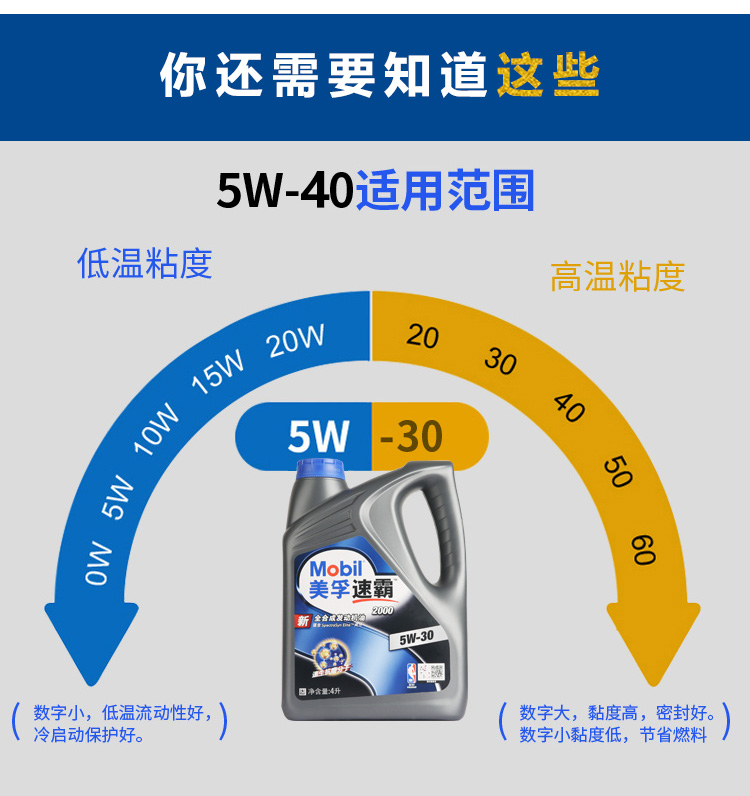 你还需要知道这些
5W-40适用范围
低温粘度
高温粘度
0W 5W 10W 15W 20W
20 30 40 50 60
5W -30
Mobil
美孚速霸™
2000
新 全合成发动机油
5W-30
净含量:4升
(数字小，低温流动性好，
冷启动保护好。)
(数字大，黏度高，密封好。
数字小黏度低，节省燃料)